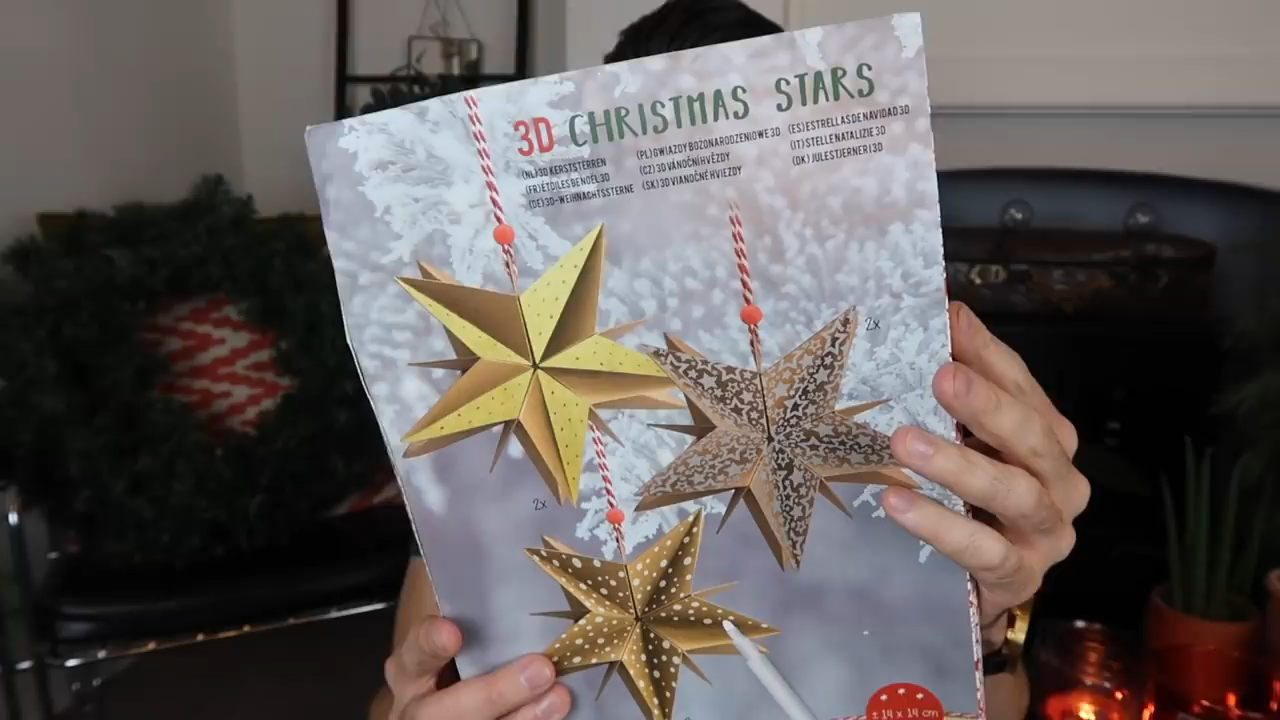 3D CHRISTMAS STARS
(NL) 3D KERSTSTERREN
(FR) ÉTOILES DE NOËL 3D
(DE) 3D-WEIHNACHTSSTERNE
(PL) GWIAZDY BOŻONARODZENIOWE 3D
(CZ) 3D VÁNOČNÍ HVĚZDY
(SK) 3D VIANOČNÉ HVIEZDY
(ES) ESTRELLAS DE NAVIDAD 3D
(IT) STELLE NATALIZIE 3D
(DK) JULESTJERNER I 3D
2x
2x
± 14 x 14 cm